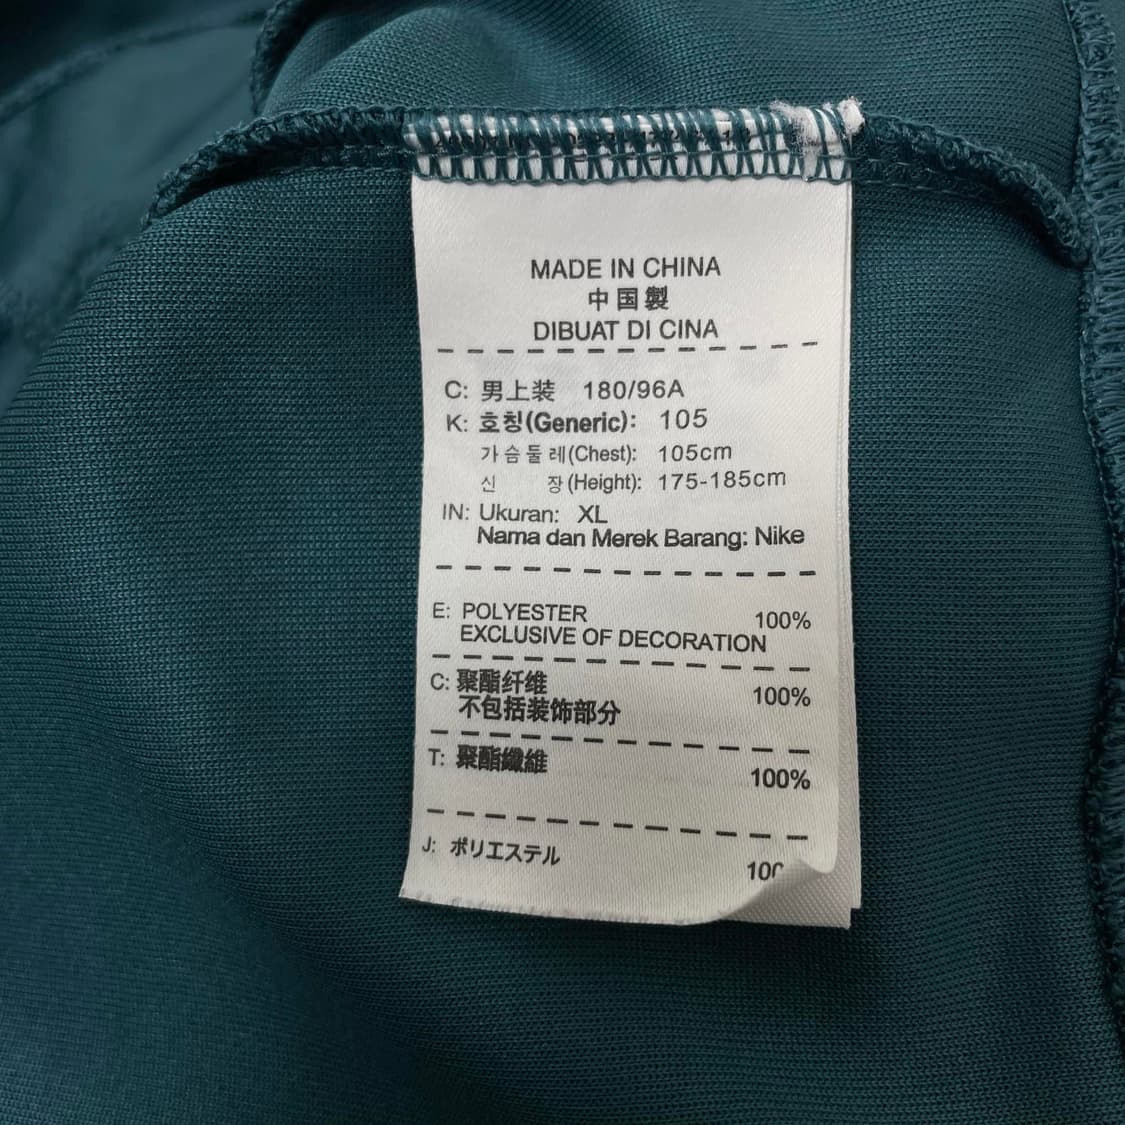 MADE IN CHINA
中国製
DIBUAT DI CINA
C: 男上装 180/96A
K: 호칭(Generic): 105
가슴둘레(Chest): 105cm
신 장(Height): 175-185cm
IN: Ukuran: XL
Nama dan Merek Barang: Nike
E: POLYESTER 100%
EXCLUSIVE OF DECORATION
C: 聚酯纤维 100%
不包括装饰部分
T: 聚酯纖維 100%
J: ポリエステル